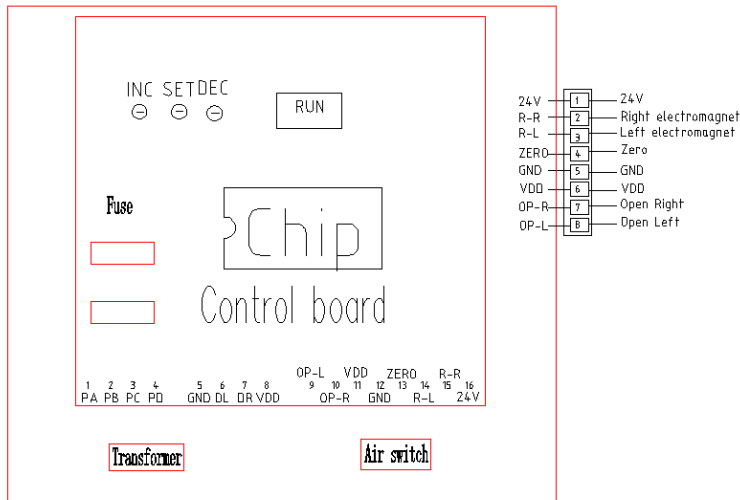 INC SET DEC
RUN
Fuse
Chip
Control board
OP-L VDD ZERO R-R
1 2 3 4 5 6 7 8 9 10 11 12 13 14 15 16
PA PB PC PD GND DL DR VDD OP-R GND R-L 24V
Transformer
Air switch
24V 1 24V
R-R 2 Right electromagnet
R-L 3 Left electromagnet
ZERO 4 Zero
GND 5 GND
VDD 6 VDD
OP-R 7 Open Right
OP-L 8 Open Left